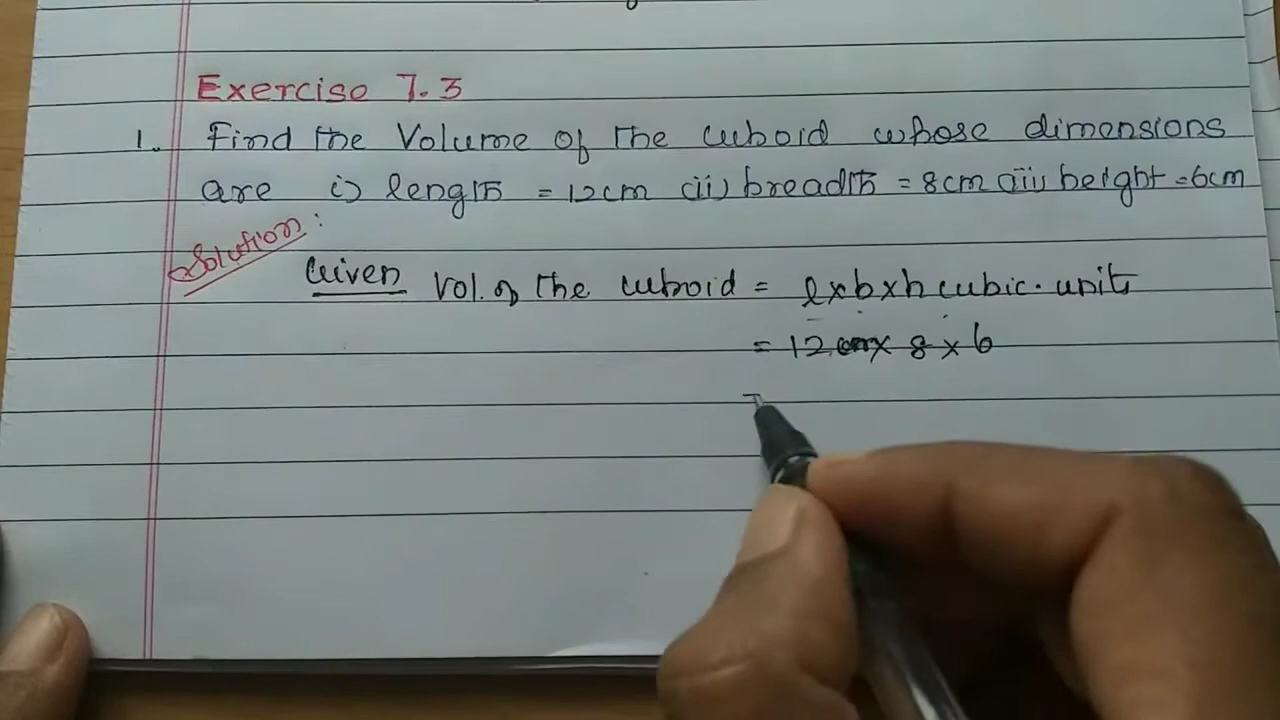 Exercise 7.3
1. Find the Volume of the cuboid whose dimensions
are i) length = 12cm (ii) breadth = 8cm (iii) height = 6cm
Solution:
Given Vol. of the cuboid = l×b×h cubic. unit
= 12 cm × 8 × 6
=